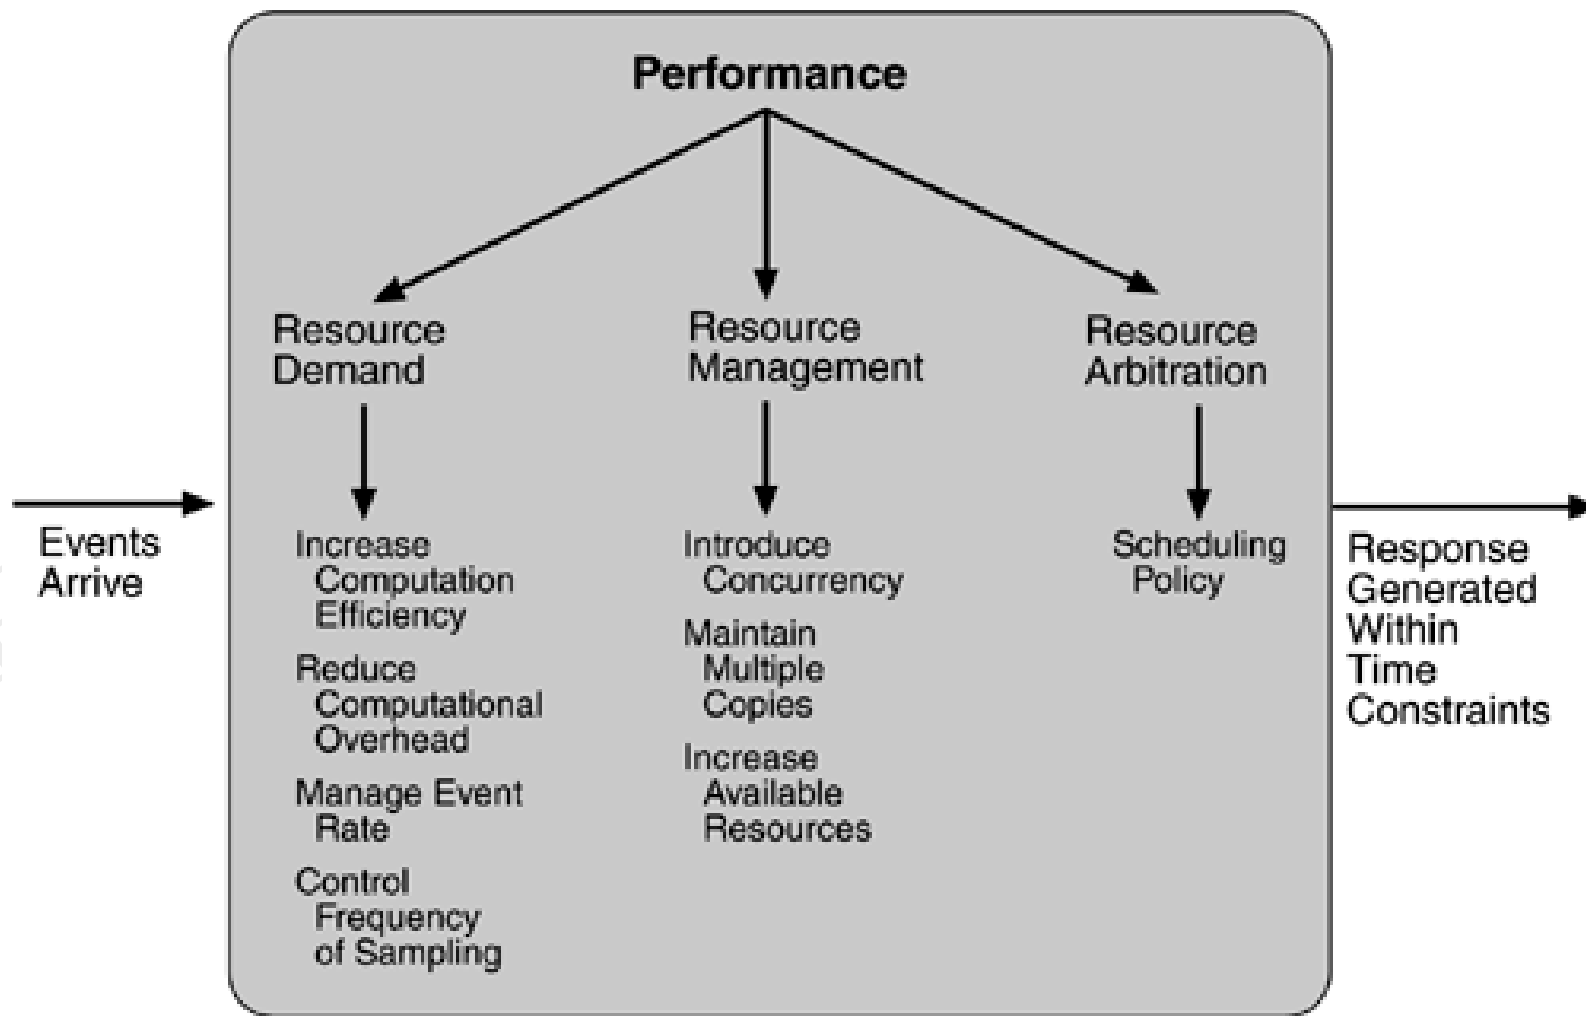 Performance
Resource
Demand
Resource
Management
Resource
Arbitration
Events
Arrive
Increase
Computation
Efficiency
Reduce
Computational
Overhead
Manage Event
Rate
Control
Frequency
of Sampling
Introduce
Concurrency
Maintain
Multiple
Copies
Increase
Available
Resources
Scheduling
Policy
Response
Generated
Within
Time
Constraints